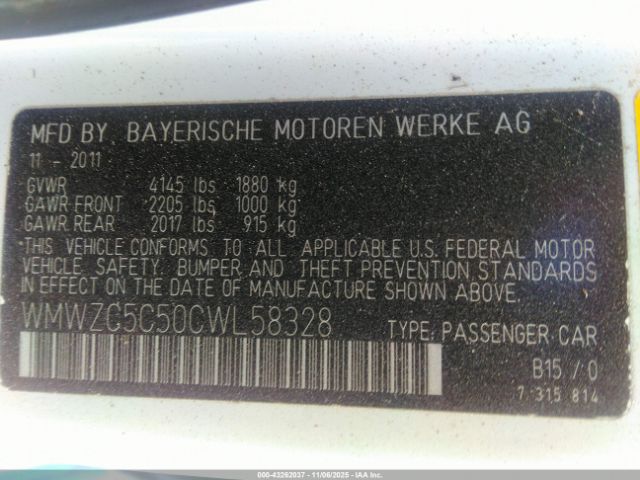 MFD BY. BAYERISCHE MOTOREN WERKE AG
11 - 2011
GVWR 4145 lbs 1880 kg
GAWR FRONT 2205 lbs 1000 kg
GAWR REAR 2017 lbs 915 kg
THIS VEHICLE CONFORMS TO ALL APPLICABLE U.S. FEDERAL MOTOR
VEHICLE SAFETY, BUMPER AND THEFT PREVENTION STANDARDS
IN EFFECT ON THE DATE OF MANUFACTURE SHOWN ABOVE.
WMWZC5C50CWL58328 TYPE: PASSENGER CAR
B15 / 0
7 315 814
000-43262037 - 11/06/2025 - IAA Inc.